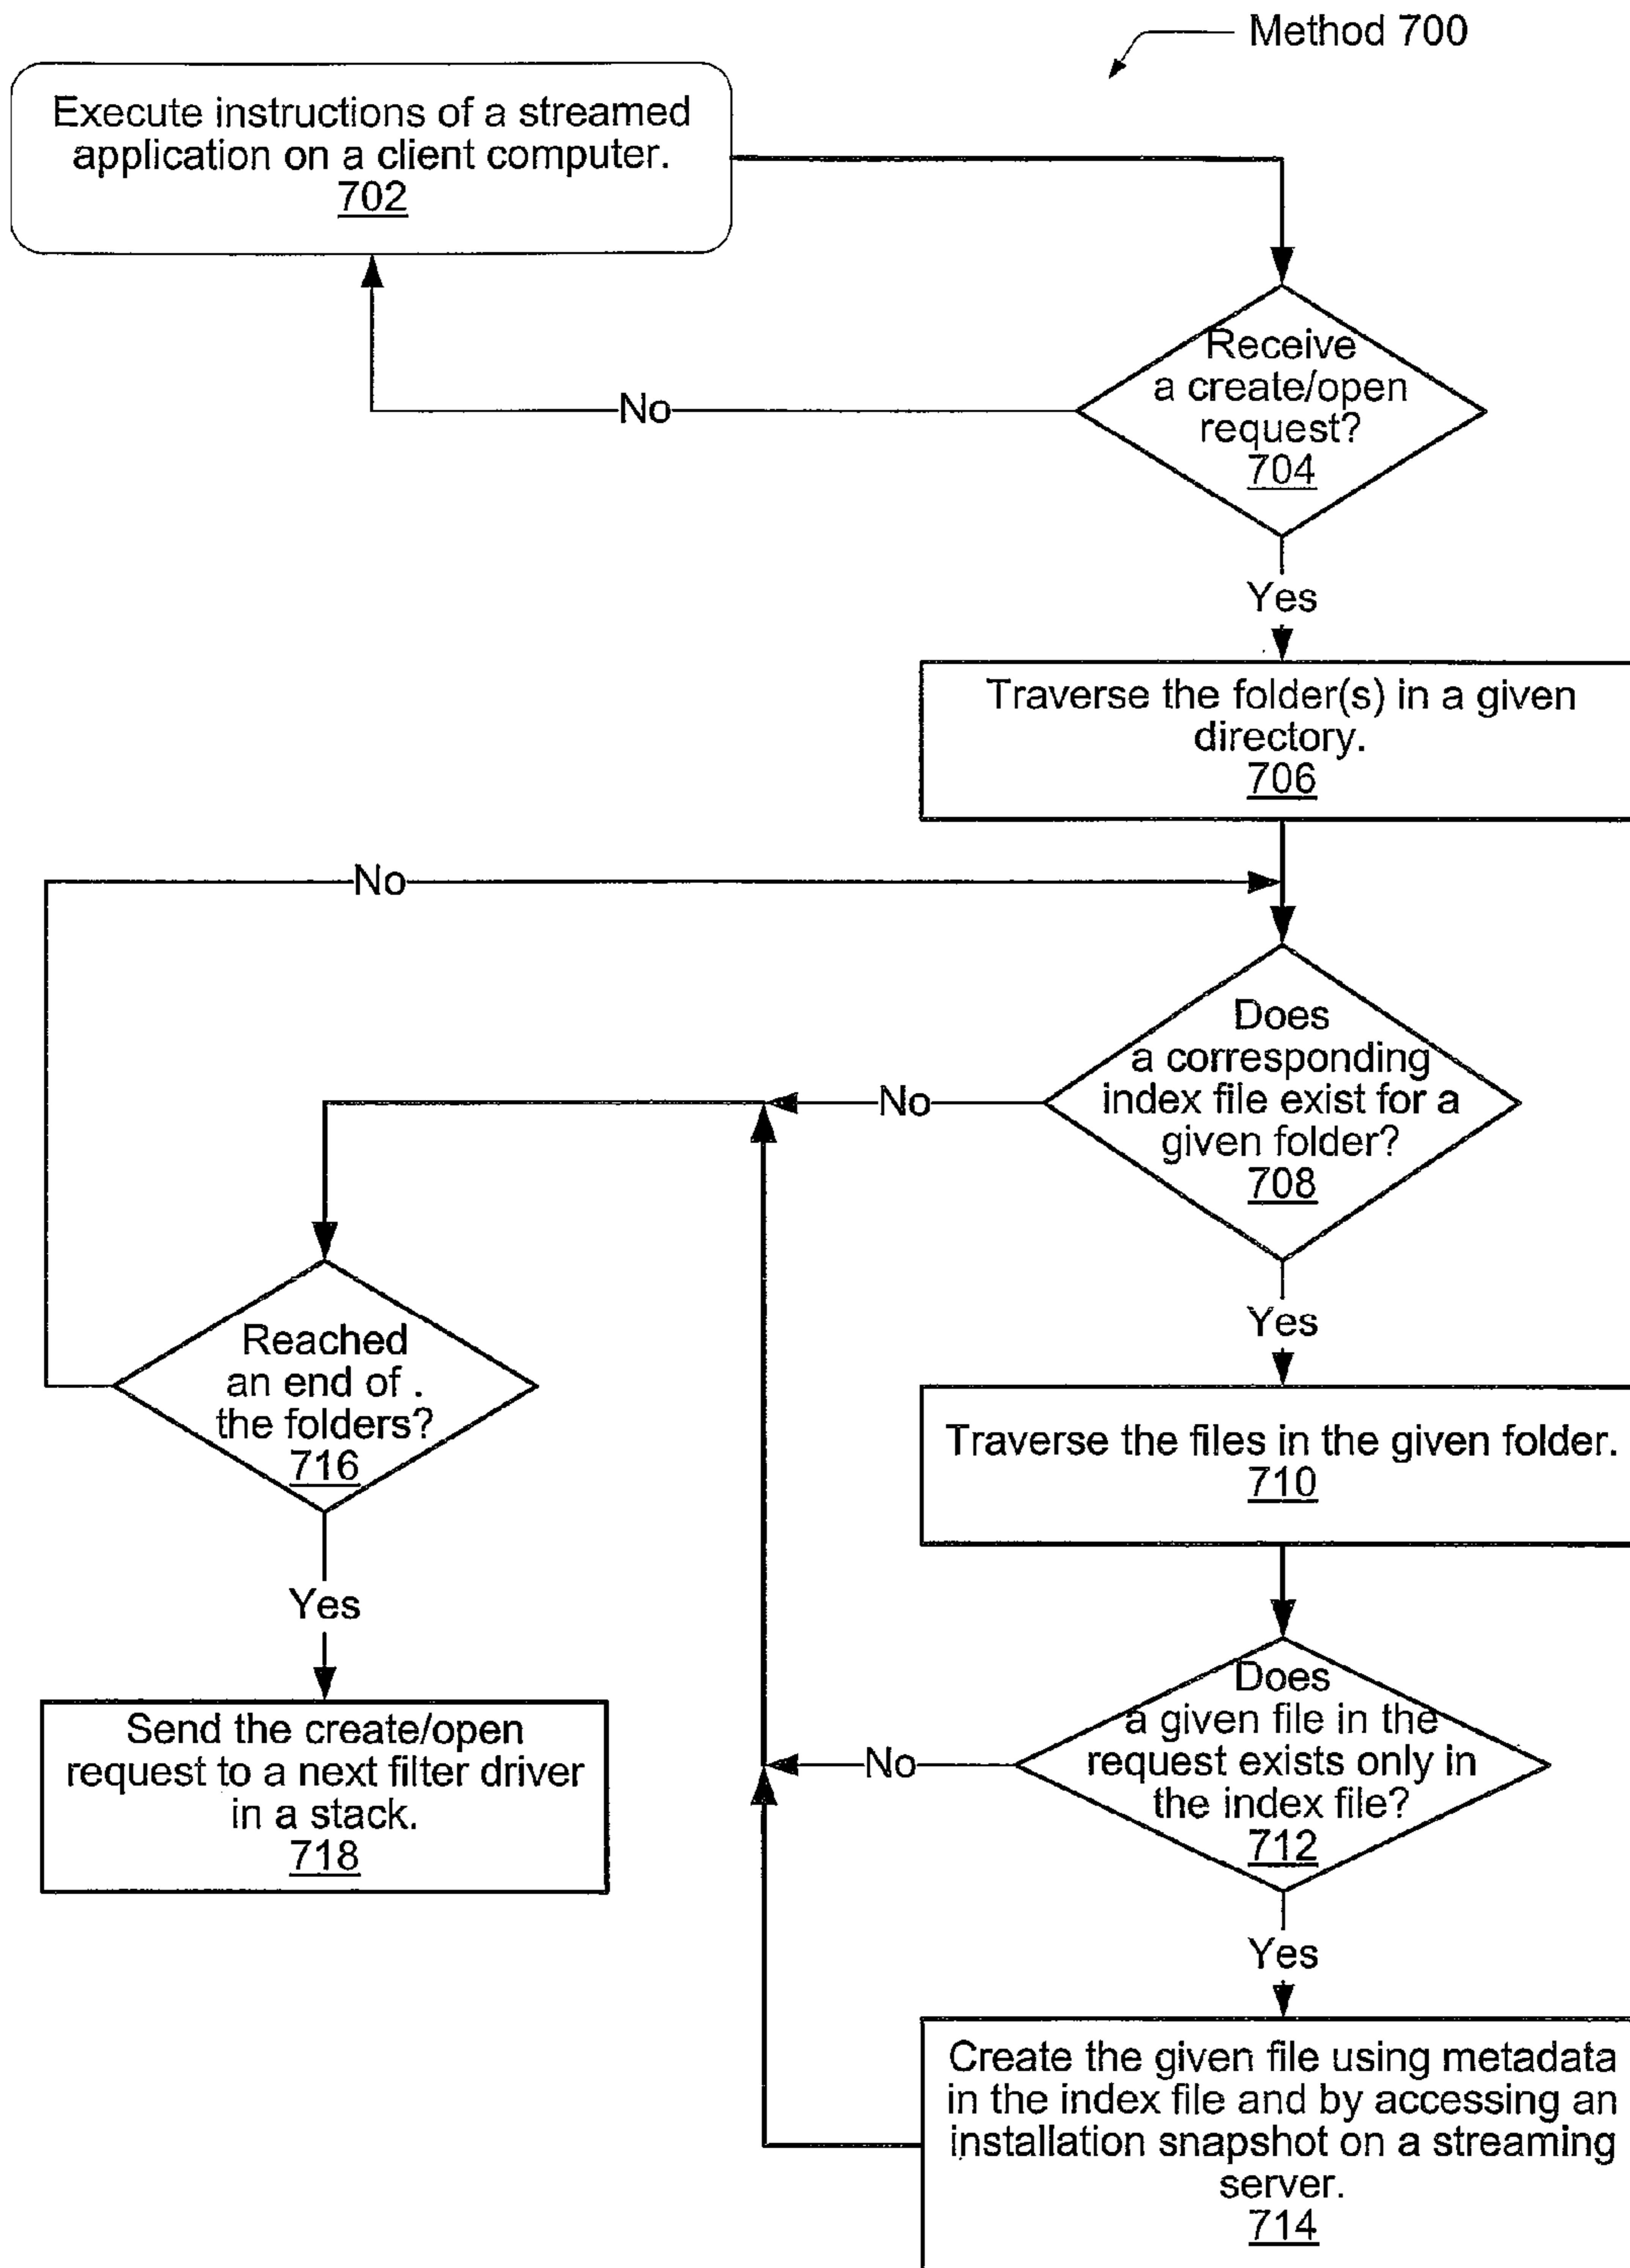 Method 700
Execute instructions of a streamed
application on a client computer.
702
Receive
a create/open
request?
704
No
Yes
Traverse the folder(s) in a given
directory.
706
No
Does
a corresponding
index file exist for a
given folder?
708
No
Yes
Reached
an end of .
the folders?
716
Traverse the files in the given folder.
710
Yes
Does
a given file in the
request exists only in
the index file?
712
No
Send the create/open
request to a next filter driver
in a stack.
718
Yes
Create the given file using metadata
in the index file and by accessing an
installation snapshot on a streaming
server.
714